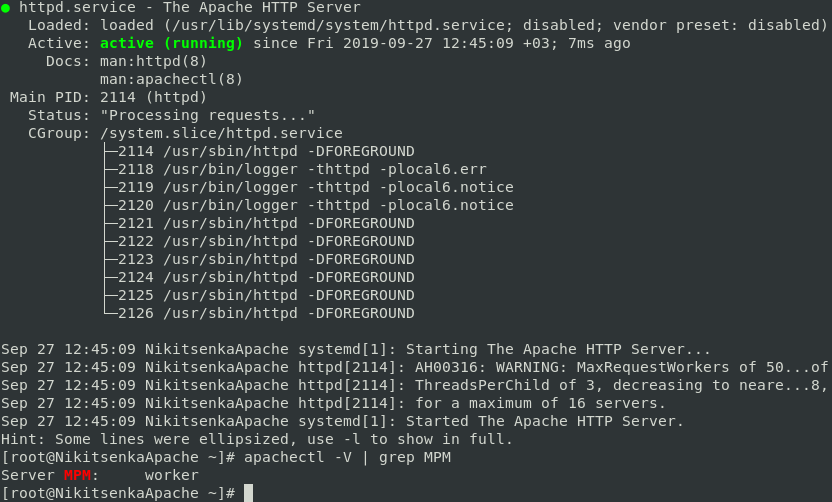 ● httpd.service - The Apache HTTP Server
   Loaded: loaded (/usr/lib/systemd/system/httpd.service; disabled; vendor preset: disabled)
   Active: active (running) since Fri 2019-09-27 12:45:09 +03; 7ms ago
     Docs: man:httpd(8)
           man:apachectl(8)
 Main PID: 2114 (httpd)
   Status: "Processing requests..."
   CGroup: /system.slice/httpd.service
           ├─2114 /usr/sbin/httpd -DFOREGROUND
           ├─2118 /usr/bin/logger -thttpd -plocal6.err
           ├─2119 /usr/bin/logger -thttpd -plocal6.notice
           ├─2120 /usr/bin/logger -thttpd -plocal6.notice
           ├─2121 /usr/sbin/httpd -DFOREGROUND
           ├─2122 /usr/sbin/httpd -DFOREGROUND
           ├─2123 /usr/sbin/httpd -DFOREGROUND
           ├─2124 /usr/sbin/httpd -DFOREGROUND
           ├─2125 /usr/sbin/httpd -DFOREGROUND
           └─2126 /usr/sbin/httpd -DFOREGROUND

Sep 27 12:45:09 NikitsenkaApache systemd[1]: Starting The Apache HTTP Server...
Sep 27 12:45:09 NikitsenkaApache httpd[2114]: AH00316: WARNING: MaxRequestWorkers of 50...of
Sep 27 12:45:09 NikitsenkaApache httpd[2114]: ThreadsPerChild of 3, decreasing to neare...8,
Sep 27 12:45:09 NikitsenkaApache httpd[2114]: for a maximum of 16 servers.
Sep 27 12:45:09 NikitsenkaApache systemd[1]: Started The Apache HTTP Server.
Hint: Some lines were ellipsized, use -l to show in full.
[root@NikitsenkaApache ~]# apachectl -V | grep MPM
Server MPM:     worker
[root@NikitsenkaApache ~]#